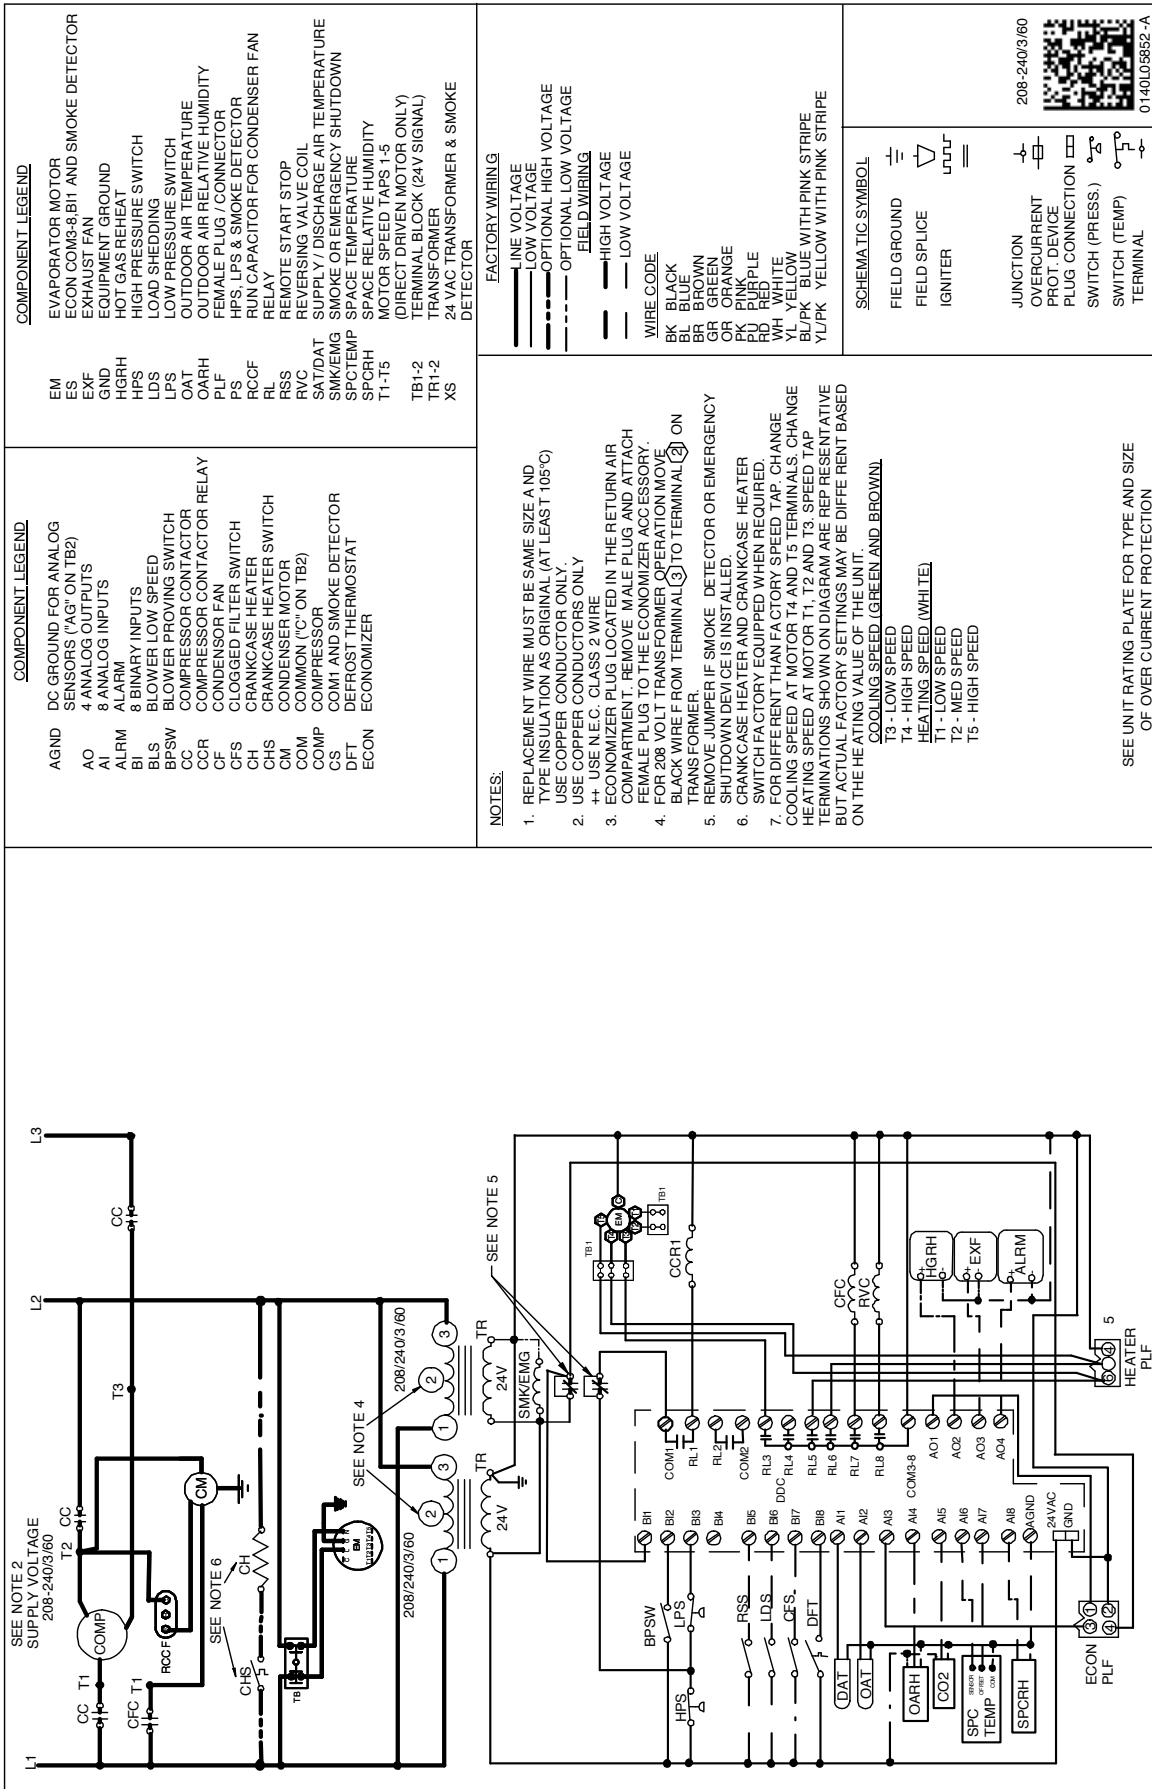 SEE NOTE 2
SUPPLY VOLTAGE
208-240/3/60
L1
L2
L3
CC
T1
COMP
T2
CC
T3
CC
CFC
T1
RCCF
CM
SEE NOTE 6
CHS
CH
TB
EM
SEE NOTE 4
208/240/3/60
1
2
3
24V
TR
208/240/3/60
1
2
3
24V
TR
SMK/EMG
SEE NOTE 5
TB1
EM
C
TB1
CCR1
CFC
RVC
HGRH
+
-
EXF
+
-
ALRM
+
-
HPS
BPSW
LPS
RSS
LDS
CFS
DFT
DAT
OAT
OARH
CO2
SPC
TEMP
SENSOR
OFFSET
COM
SPCRH
BI1
BI2
BI3
BI4
BI5
BI6
BI7
BI8
AI1
AI2
AI3
AI4
AI5
AI6
AI7
AI8
AGND
24VAC
GND
DDC
COM1
RL1
RL2
COM2
RL3
RL4
RL5
RL6
RL7
RL8
COM3-8
AO1
AO2
AO3
AO4
ECON
PLF
3
1
4
2
HEATER
PLF
6
4
5
COMPONENT LEGEND
AGND DC GROUND FOR ANALOG
SENSORS ("AG" ON TB2)
AO 4 ANALOG OUTPUTS
AI 8 ANALOG INPUTS
ALRM ALARM
BI 8 BINARY INPUTS
BLS BLOWER LOW SPEED
BPSW BLOWER PROVING SWITCH
CC COMPRESSOR CONTACTOR
CCR COMPRESSOR CONTACTOR RELAY
CF CONDENSOR FAN
CFS CLOGGED FILTER SWITCH
CH CRANKCASE HEATER
CHS CRANKCASE HEATER SWITCH
CM CONDENSER MOTOR
COM COMMON ("C" ON TB2)
COMP COMPRESSOR
CS COM1 AND SMOKE DETECTOR
DFT DEFROST THERMOSTAT
ECON ECONOMIZER
COMPONENT LEGEND
EM EVAPORATOR MOTOR
ES ECON COM3-8,BI1 AND SMOKE DETECTOR
EXF EXHAUST FAN
GND EQUIPMENT GROUND
HGRH HOT GAS REHEAT
HPS HIGH PRESSURE SWITCH
LDS LOAD SHEDDING
LPS LOW PRESSURE SWITCH
OAT OUTDOOR AIR TEMPERATURE
OARH OUTDOOR AIR RELATIVE HUMIDITY
PLF FEMALE PLUG / CONNECTOR
PS HPS, LPS & SMOKE DETECTOR
RCCF RUN CAPACITOR FOR CONDENSER FAN
RL RELAY
RSS REMOTE START STOP
RVC REVERSING VALVE COIL
SAT/DAT SUPPLY / DISCHARGE AIR TEMPERATURE
SMK/EMG SMOKE OR EMERGENCY SHUTDOWN
SPCTEMP SPACE TEMPERATURE
SPCRH SPACE RELATIVE HUMIDITY
T1-T5 MOTOR SPEED TAPS 1-5
(DIRECT DRIVEN MOTOR ONLY)
TB1-2 TERMINAL BLOCK (24V SIGNAL)
TR1-2 TRANSFORMER
XS 24 VAC TRANSFORMER & SMOKE
DETECTOR
NOTES:
1. REPLACEMENT WIRE MUST BE SAME SIZE AND
TYPE INSULATION AS ORIGINAL (AT LEAST 105°C)
USE COPPER CONDUCTOR ONLY.
2. USE COPPER CONDUCTORS ONLY
++ USE N.E.C. CLASS 2 WIRE
3. ECONOMIZER PLUG LOCATED IN THE RETURN AIR
COMPARTMENT. REMOVE MALE PLUG AND ATTACH
FEMALE PLUG TO THE ECONOMIZER ACCESSORY.
4. FOR 208 VOLT TRANSFORMER OPERATION MOVE
BLACK WIRE FROM TERMINAL 3 TO TERMINAL 2 ON
TRANSFORMER.
5. REMOVE JUMPER IF SMOKE DETECTOR OR EMERGENCY
SHUTDOWN DEVICE IS INSTALLED.
6. CRANKCASE HEATER AND CRANKCASE HEATER
SWITCH FACTORY EQUIPPED WHEN REQUIRED.
7. FOR DIFFERENT THAN FACTORY SPEED TAP. CHANGE
COOLING SPEED AT MOTOR T4 AND T5 TERMINALS. CHANGE
HEATING SPEED AT MOTOR T1, T2 AND T3. SPEED TAP
TERMINATIONS SHOWN ON DIAGRAM ARE REPRESENTATIVE
BUT ACTUAL FACTORY SETTINGS MAY BE DIFFERENT BASED
ON THE HEATING VALUE OF THE UNIT.
COOLING SPEED (GREEN AND BROWN)
T3 - LOW SPEED
T4 - HIGH SPEED
HEATING SPEED (WHITE)
T1 - LOW SPEED
T2 - MED SPEED
T5 - HIGH SPEED
SEE UNIT RATING PLATE FOR TYPE AND SIZE
OF OVER CURRENT PROTECTION
FACTORY WIRING
LINE VOLTAGE
LOW VOLTAGE
OPTIONAL HIGH VOLTAGE
OPTIONAL LOW VOLTAGE
FIELD WIRING
HIGH VOLTAGE
LOW VOLTAGE
WIRE CODE
BK BLACK
BL BLUE
BR BROWN
GR GREEN
OR ORANGE
PK PINK
PU PURPLE
RD RED
WH WHITE
YL YELLOW
BL/PK BLUE WITH PINK STRIPE
YL/PK YELLOW WITH PINK STRIPE
SCHEMATIC SYMBOL
FIELD GROUND
FIELD SPLICE
IGNITER
JUNCTION
OVERCURRENT
PROT. DEVICE
PLUG CONNECTION
SWITCH (PRESS.)
SWITCH (TEMP)
TERMINAL
208-240/3/60
0140L05852-A